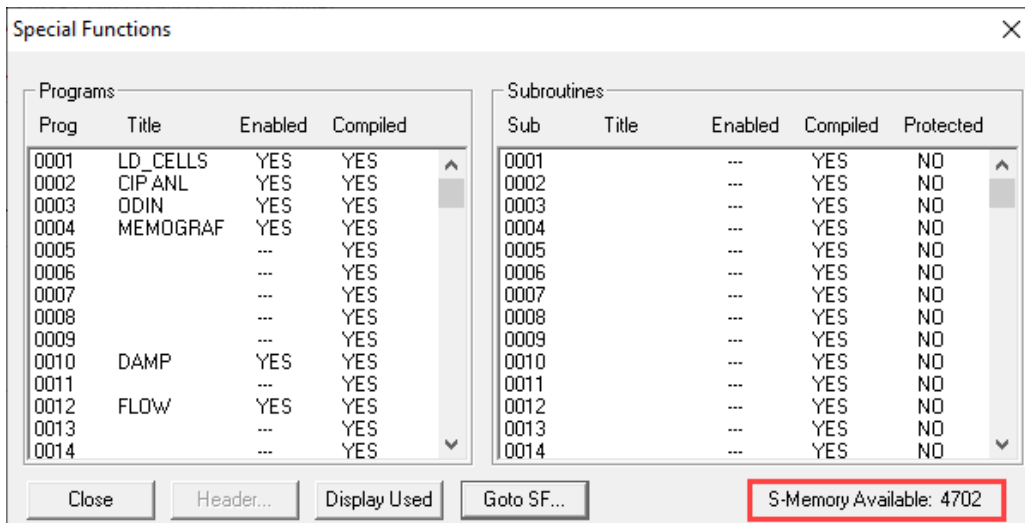 Special Functions
Programs
Prog Title Enabled Compiled
0001 LD_CELLS YES YES
0002 CIP ANL YES YES
0003 ODIN YES YES
0004 MEMOGRAF YES YES
0005 --- YES
0006 --- YES
0007 --- YES
0008 --- YES
0009 --- YES
0010 DAMP YES YES
0011 --- YES
0012 FLOW YES YES
0013 --- YES
0014 --- YES
Subroutines
Sub Title Enabled Compiled Protected
0001 --- YES NO
0002 --- YES NO
0003 --- YES NO
0004 --- YES NO
0005 --- YES NO
0006 --- YES NO
0007 --- YES NO
0008 --- YES NO
0009 --- YES NO
0010 --- YES NO
0011 --- YES NO
0012 --- YES NO
0013 --- YES NO
0014 --- YES NO
Close Header... Display Used Goto SF... S-Memory Available: 4702